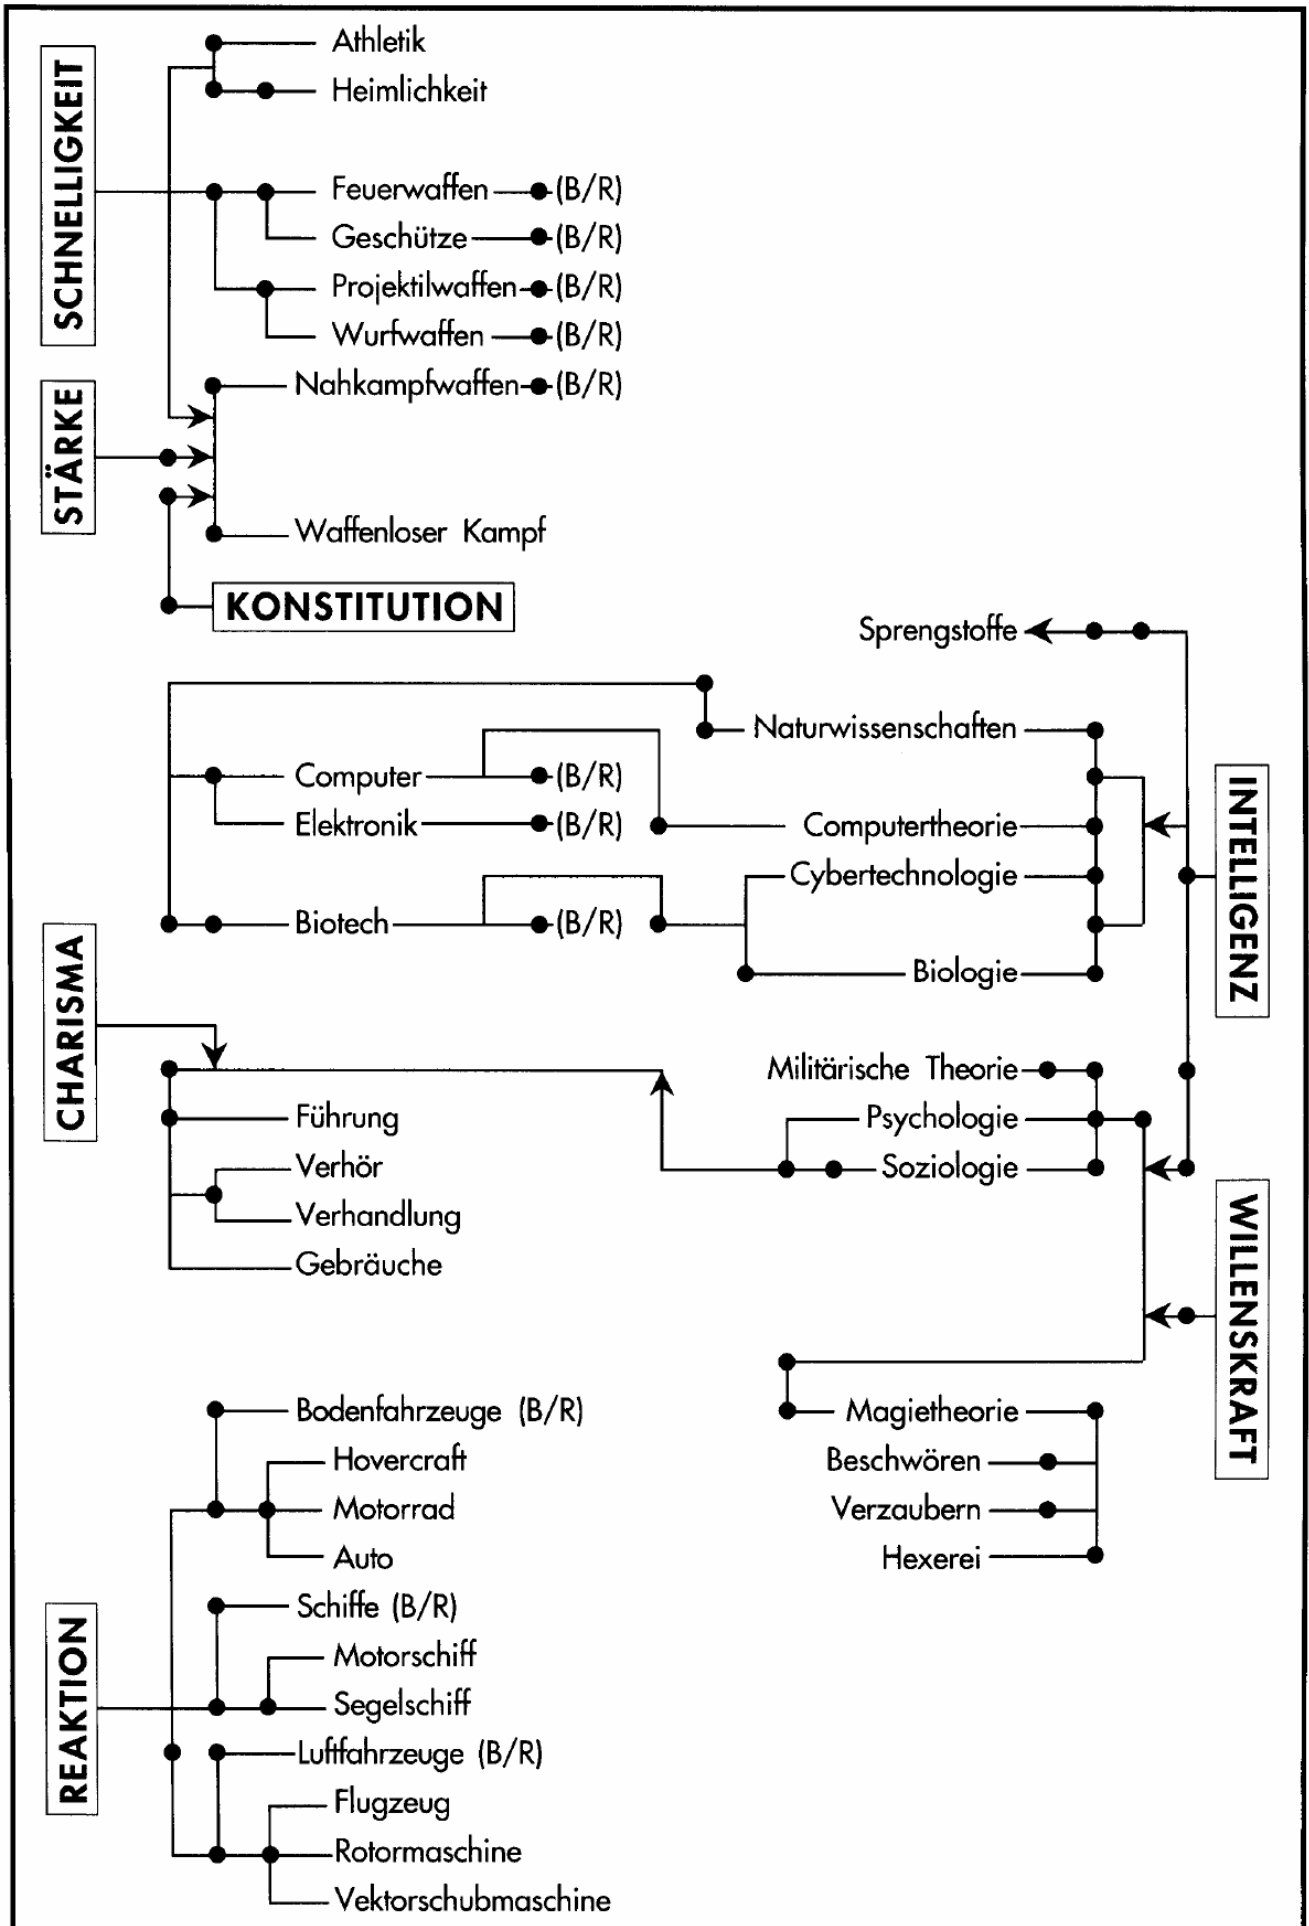 SCHNELLIGKEIT
Athletik
Heimlichkeit
Feuerwaffen (B/R)
Geschütze (B/R)
Projektilwaffen (B/R)
Wurfwaffen (B/R)
STÄRKE
Nahkampfwaffen (B/R)
Waffenloser Kampf
KONSTITUTION
Sprengstoffe
Naturwissenschaften
INTELLIGENZ
Computer (B/R)
Elektronik (B/R)
Computertheorie
Cybertechnologie
Biotech (B/R)
Biologie
CHARISMA
Militärische Theorie
Führung
Psychologie
Verhör
Soziologie
Verhandlung
Gebräuche
WILLENSKRAFT
Bodenfahrzeuge (B/R)
Magietheorie
Hovercraft
Beschwören
Motorrad
Verzaubern
Auto
Hexerei
REAKTION
Schiffe (B/R)
Motorschiff
Segelschiff
Luftfahrzeuge (B/R)
Flugzeug
Rotormaschine
Vektorschubmaschine